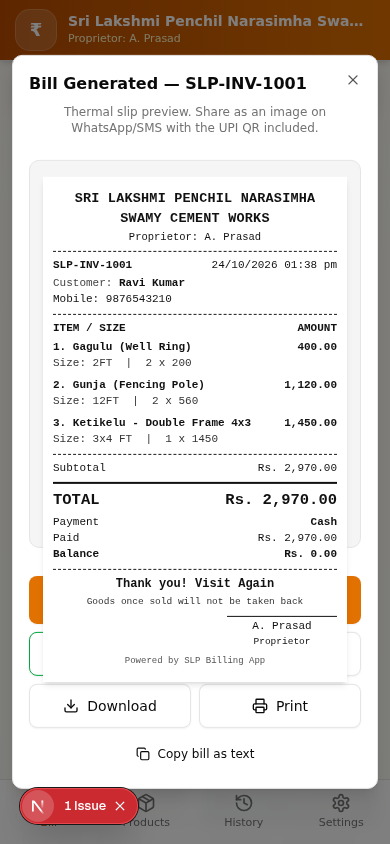 ₹
Sri Lakshmi Penchil Narasimha Swa...
Proprietor: A. Prasad
Bill Generated — SLP-INV-1001
Thermal slip preview. Share as an image on
WhatsApp/SMS with the UPI QR included.
SRI LAKSHMI PENCHIL NARASIMHA
SWAMY CEMENT WORKS
Proprietor: A. Prasad
SLP-INV-1001 24/10/2026 01:38 pm
Customer: Ravi Kumar
Mobile: 9876543210
ITEM / SIZE AMOUNT
1. Gagulu (Well Ring) 400.00
Size: 2FT | 2 x 200
2. Gunja (Fencing Pole) 1,120.00
Size: 12FT | 2 x 560
3. Ketikelu - Double Frame 4x3 1,450.00
Size: 3x4 FT | 1 x 1450
Subtotal Rs. 2,970.00
TOTAL Rs. 2,970.00
Payment Cash
Paid Rs. 2,970.00
Balance Rs. 0.00
Thank you! Visit Again
Goods once sold will not be taken back
A. Prasad
Proprietor
Powered by SLP Billing App
Download Print
Copy bill as text
N 1 Issue
History Settings